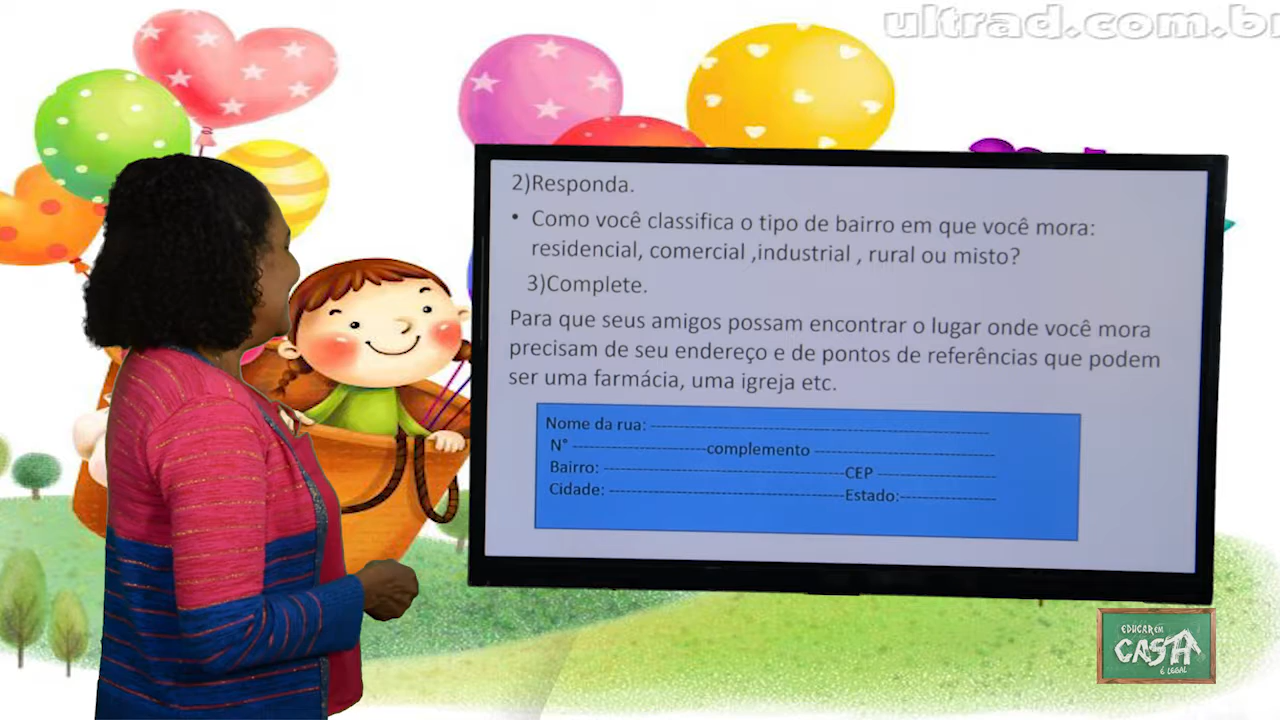 ultrad.com.br
2)Responda.
• Como você classifica o tipo de bairro em que você mora:
residencial, comercial ,industrial , rural ou misto?
3)Complete.
Para que seus amigos possam encontrar o lugar onde você mora
precisam de seu endereço e de pontos de referências que podem
ser uma farmácia, uma igreja etc.
Nome da rua: ----------------------------------------
N° --------------------complemento --------------------
Bairro: ------------------------------CEP ---------------
Cidade: ------------------------------Estado:---------------
EDUCAR EM
CASA
É LEGAL